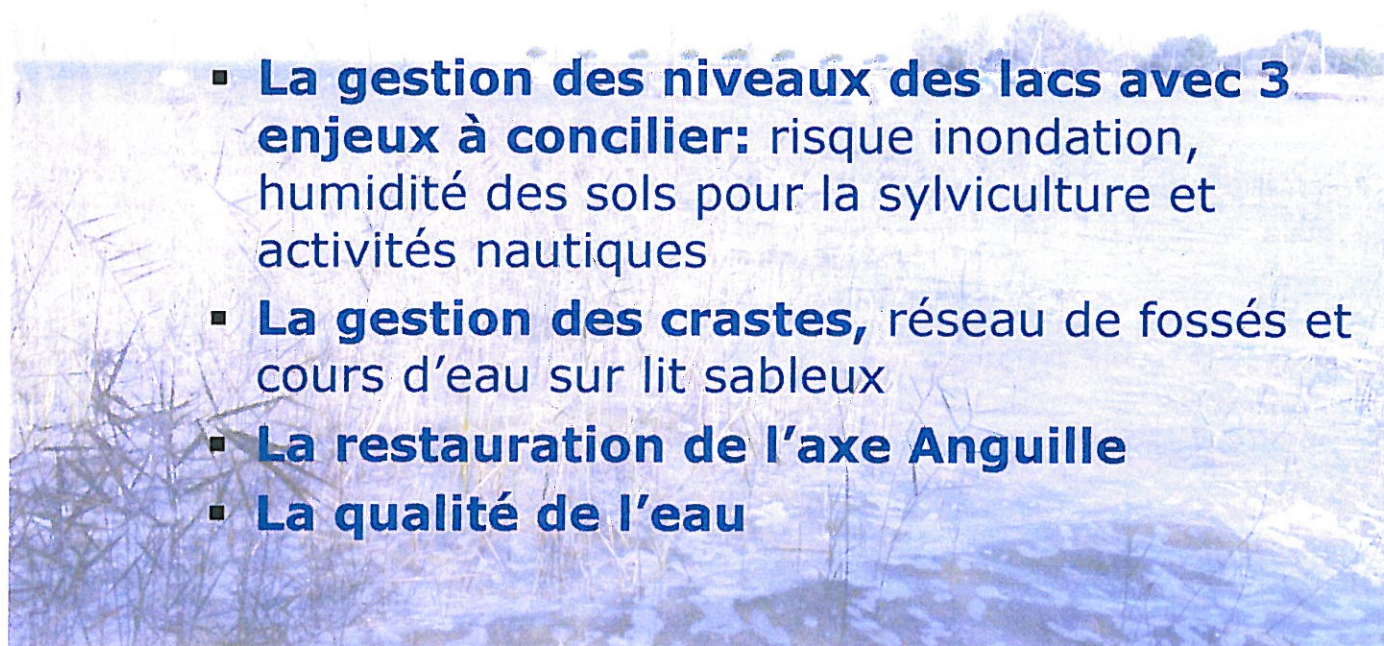 ▪ La gestion des niveaux des lacs avec 3
enjeux à concilier: risque inondation,
humidité des sols pour la sylviculture et
activités nautiques
▪ La gestion des crastes, réseau de fossés et
cours d'eau sur lit sableux
▪ La restauration de l'axe Anguille
▪ La qualité de l'eau